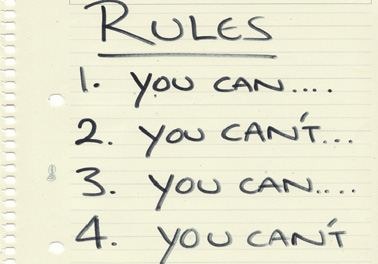 RULES
1. YOU CAN....
2. YOU CAN'T...
3. YOU CAN....
4. YOU CAN'T